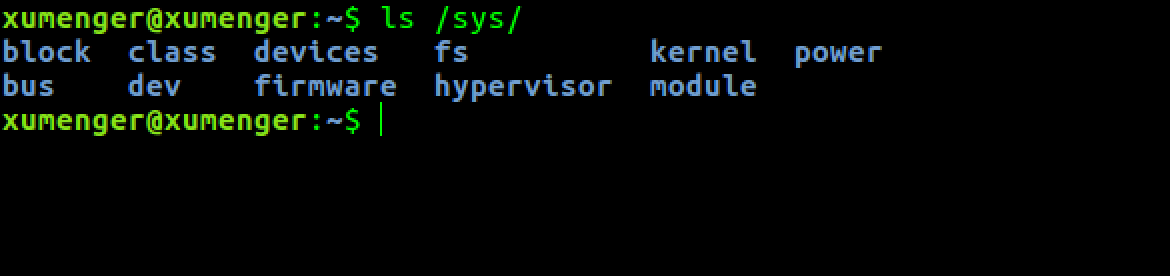 xumenger@xumenger:~$ ls /sys/
block  class  devices   fs          kernel  power
bus    dev    firmware  hypervisor  module
xumenger@xumenger:~$